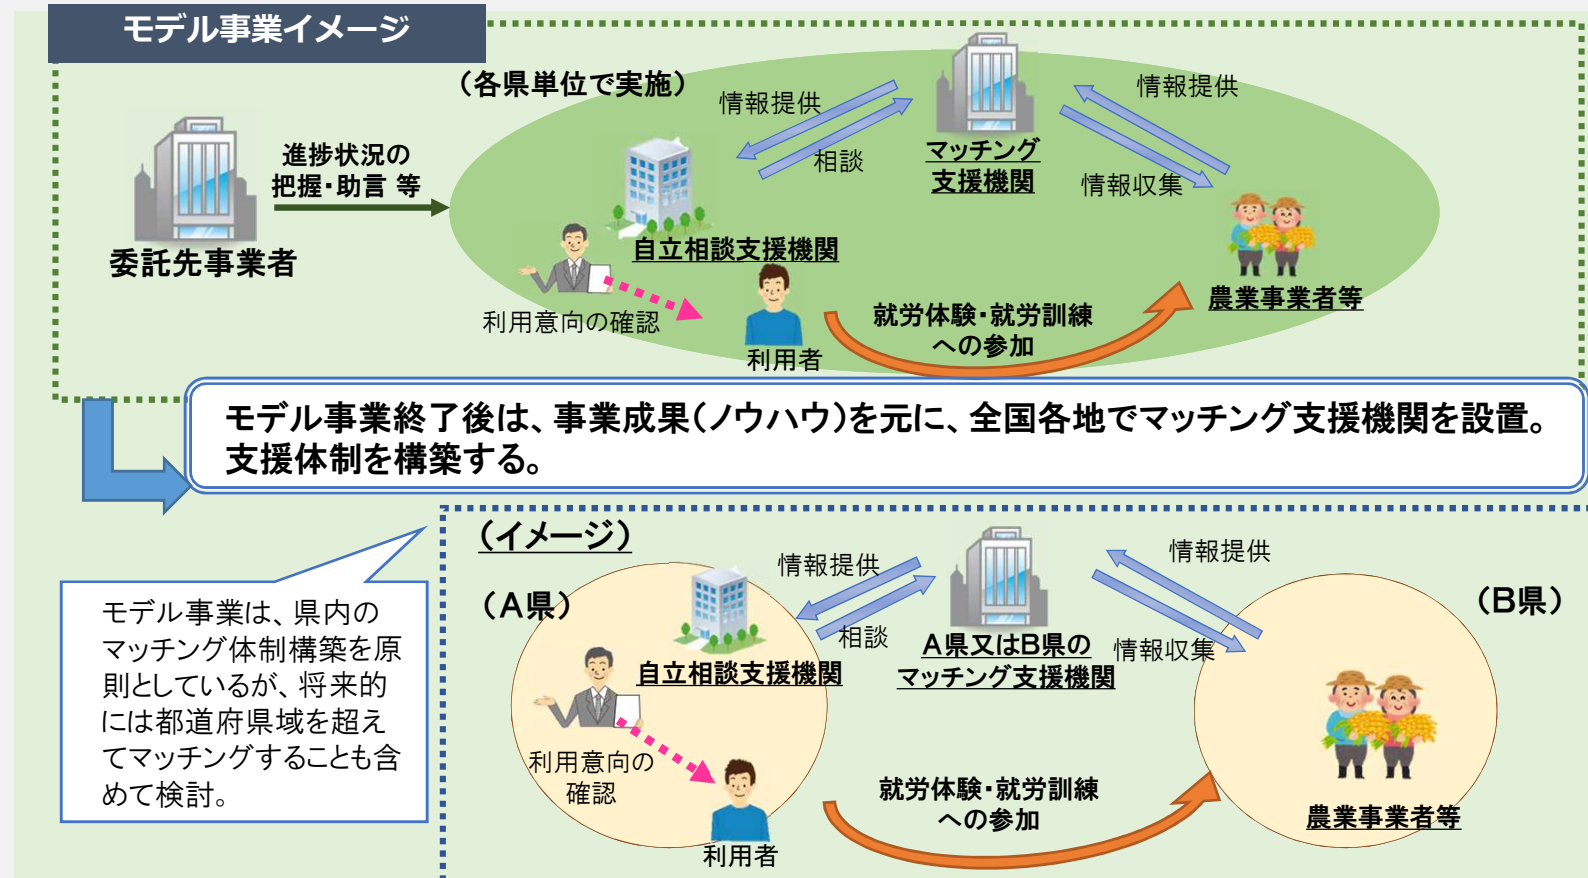 モデル事業イメージ
（各県単位で実施）
情報提供
相談
マッチング
支援機関
情報提供
情報収集
進捗状況の
把握・助言 等
委託先事業者
自立相談支援機関
利用意向の確認
利用者
就労体験・就労訓練
への参加
農業事業者等
モデル事業終了後は、事業成果（ノウハウ）を元に、全国各地でマッチング支援機関を設置。
支援体制を構築する。
モデル事業は、県内の
マッチング体制構築を原
則としているが、将来的
には都道府県域を超え
てマッチングすることも含
めて検討。
（イメージ）
（A県）
情報提供
相談
A県又はB県の
マッチング支援機関
情報提供
情報収集
（B県）
自立相談支援機関
利用意向の
確認
利用者
就労体験・就労訓練
への参加
農業事業者等